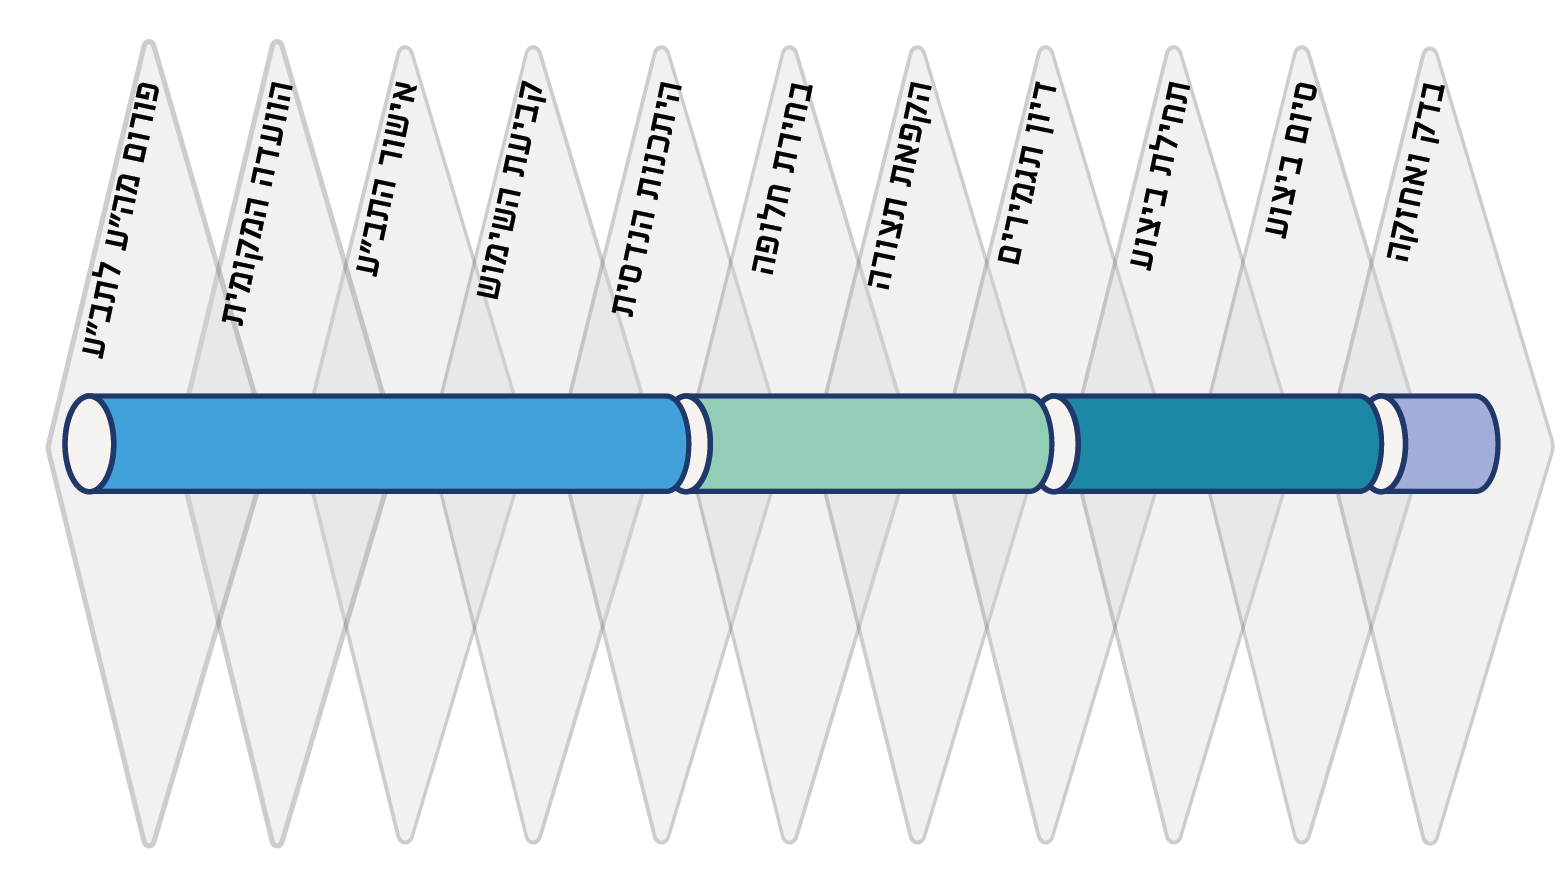 פורום מה״ע לתב״ע
הוועדה המקומית
אישור התב״ע
קביעת השימוש
היתכנות הנדסית
בחירת חלופה
הקפאת תצורה
דיון תגמירים
תחילת ביצוע
סיום ביצוע
בדק ואחזקה